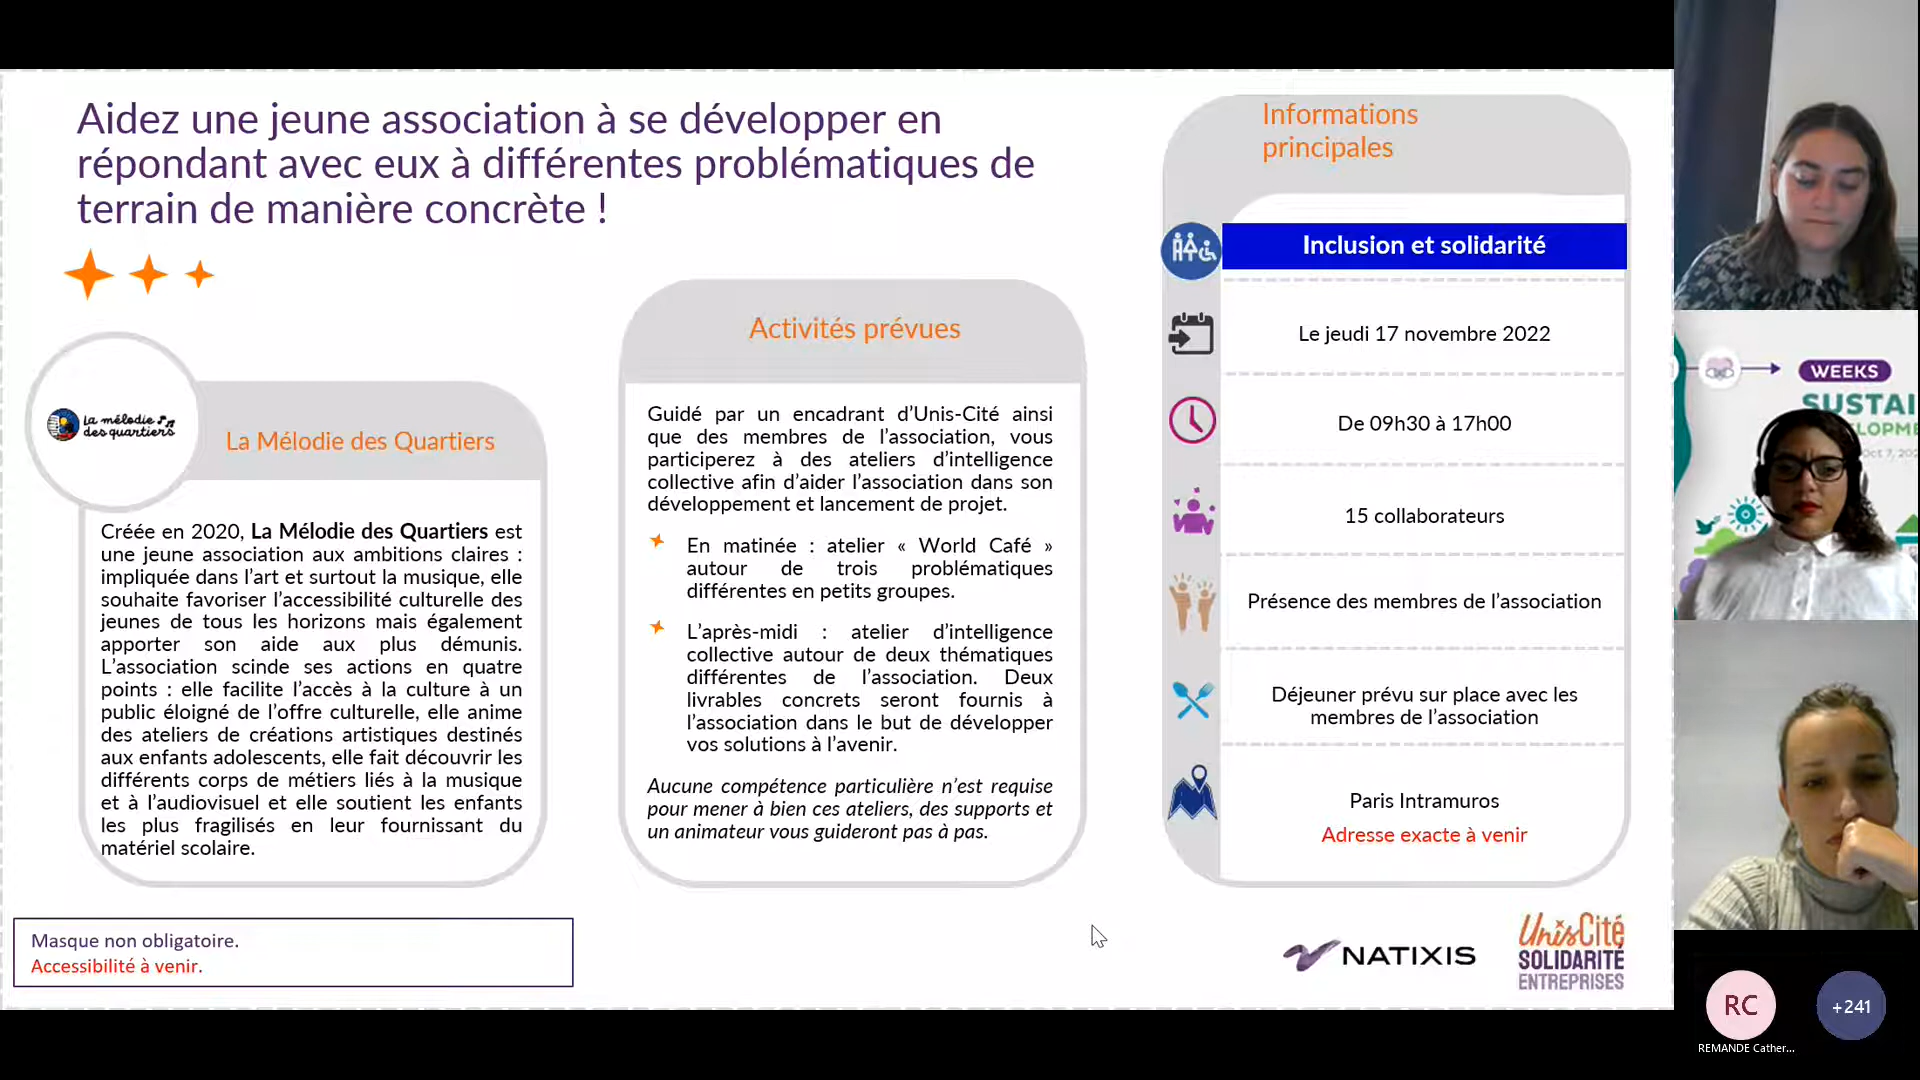 Aidez une jeune association à se développer en
répondant avec eux à différentes problématiques de
terrain de manière concrète !
La mélodie
des quartiers
La Mélodie des Quartiers
Créée en 2020, La Mélodie des Quartiers est
une jeune association aux ambitions claires :
impliquée dans l’art et surtout la musique, elle
souhaite favoriser l’accessibilité culturelle des
jeunes de tous les horizons mais également
apporter son aide aux plus démunis.
L’association scinde ses actions en quatre
points : elle facilite l’accès à la culture à un
public éloigné de l’offre culturelle, elle anime
des ateliers de créations artistiques destinés
aux enfants adolescents, elle fait découvrir les
différents corps de métiers liés à la musique
et à l’audiovisuel et elle soutient les enfants
les plus fragilisés en leur fournissant du
matériel scolaire.
Masque non obligatoire.
Accessibilité à venir.
Activités prévues
Guidé par un encadrant d’Unis-Cité ainsi
que des membres de l’association, vous
participerez à des ateliers d’intelligence
collective afin d’aider l’association dans son
développement et lancement de projet.
En matinée : atelier « World Café »
autour de trois problématiques
différentes en petits groupes.
L’après-midi : atelier d’intelligence
collective autour de deux thématiques
différentes de l’association. Deux
livrables concrets seront fournis à
l’association dans le but de développer
vos solutions à l’avenir.
Aucune compétence particulière n’est requise
pour mener à bien ces ateliers, des supports et
un animateur vous guideront pas à pas.
Informations
principales
Inclusion et solidarité
Le jeudi 17 novembre 2022
De 09h30 à 17h00
15 collaborateurs
Présence des membres de l’association
Déjeuner prévu sur place avec les
membres de l’association
Paris Intramuros
Adresse exacte à venir
NATIXIS
UnisCité
SOLIDARITÉ
ENTREPRISES
WEEKS
SUSTAI
LOPME
Oct 7, 202
RC
+241
REMANDE Cather...